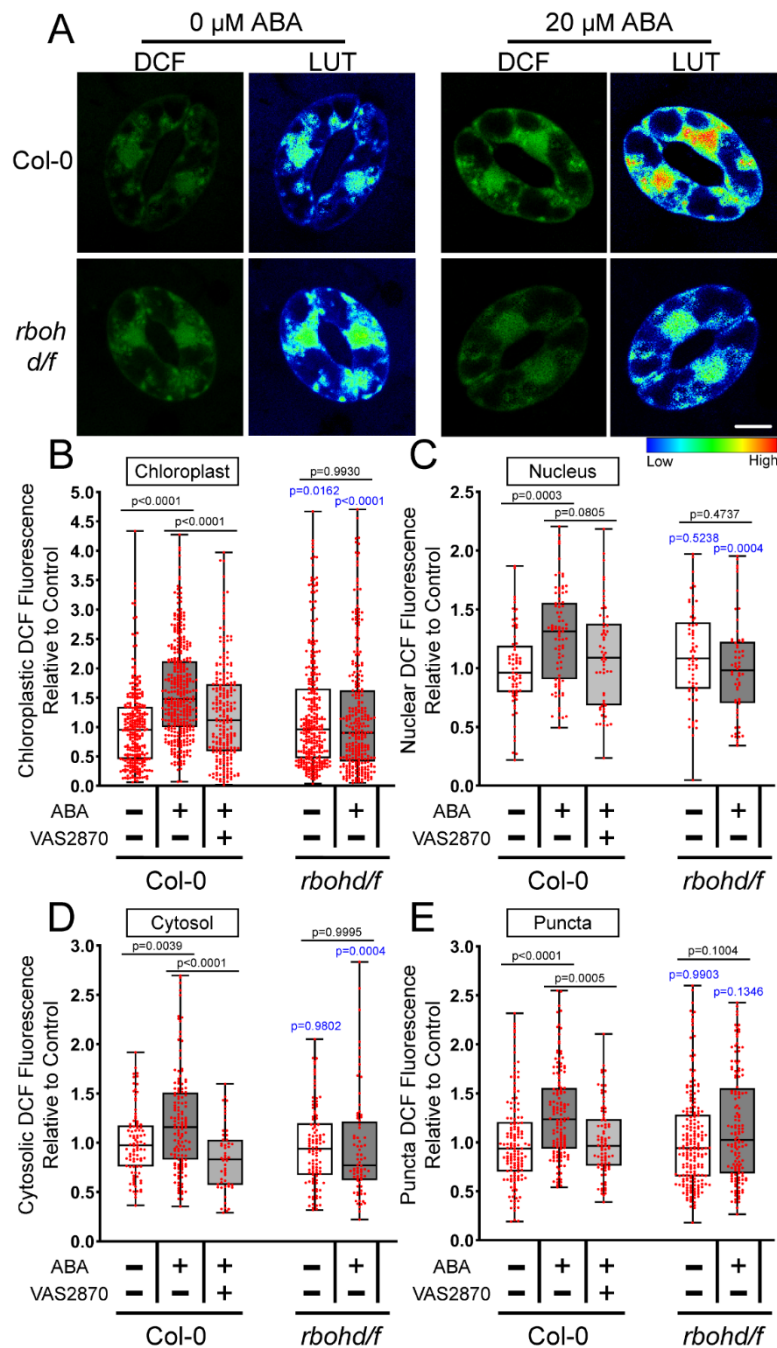 A
0 μM ABA
20 μM ABA
DCF
LUT
DCF
LUT
Col-0
rboh
d/f
Low
High
B
Chloroplast
p<0.0001
p<0.0001
p=0.9930
p=0.0162
p<0.0001
Chloroplastic DCF Fluorescence
Relative to Control
5.0
4.5
4.0
3.5
3.0
2.5
2.0
1.5
1.0
0.5
0.0
ABA
- + + - +
VAS2870
- - + - -
Col-0
rbohd/f
C
Nucleus
p=0.0003
p=0.0805
p=0.4737
p=0.5238
p=0.0004
Nuclear DCF Fluorescence
Relative to Control
2.5
2.0
1.5
1.0
0.5
0.0
- + + - +
- - + - -
Col-0
rbohd/f
D
Cytosol
p=0.0039
p<0.0001
p=0.9995
p=0.0004
p=0.9802
Cytosolic DCF Fluorescence
Relative to Control
3.0
2.5
2.0
1.5
1.0
0.5
0.0
ABA
- + + - +
VAS2870
- - + - -
Col-0
rbohd/f
E
Puncta
p<0.0001
p=0.0005
p=0.1004
p=0.9903
p=0.1346
Puncta DCF Fluorescence
Relative to Control
3.0
2.5
2.0
1.5
1.0
0.5
0.0
- + + - +
- - + - -
Col-0
rbohd/f